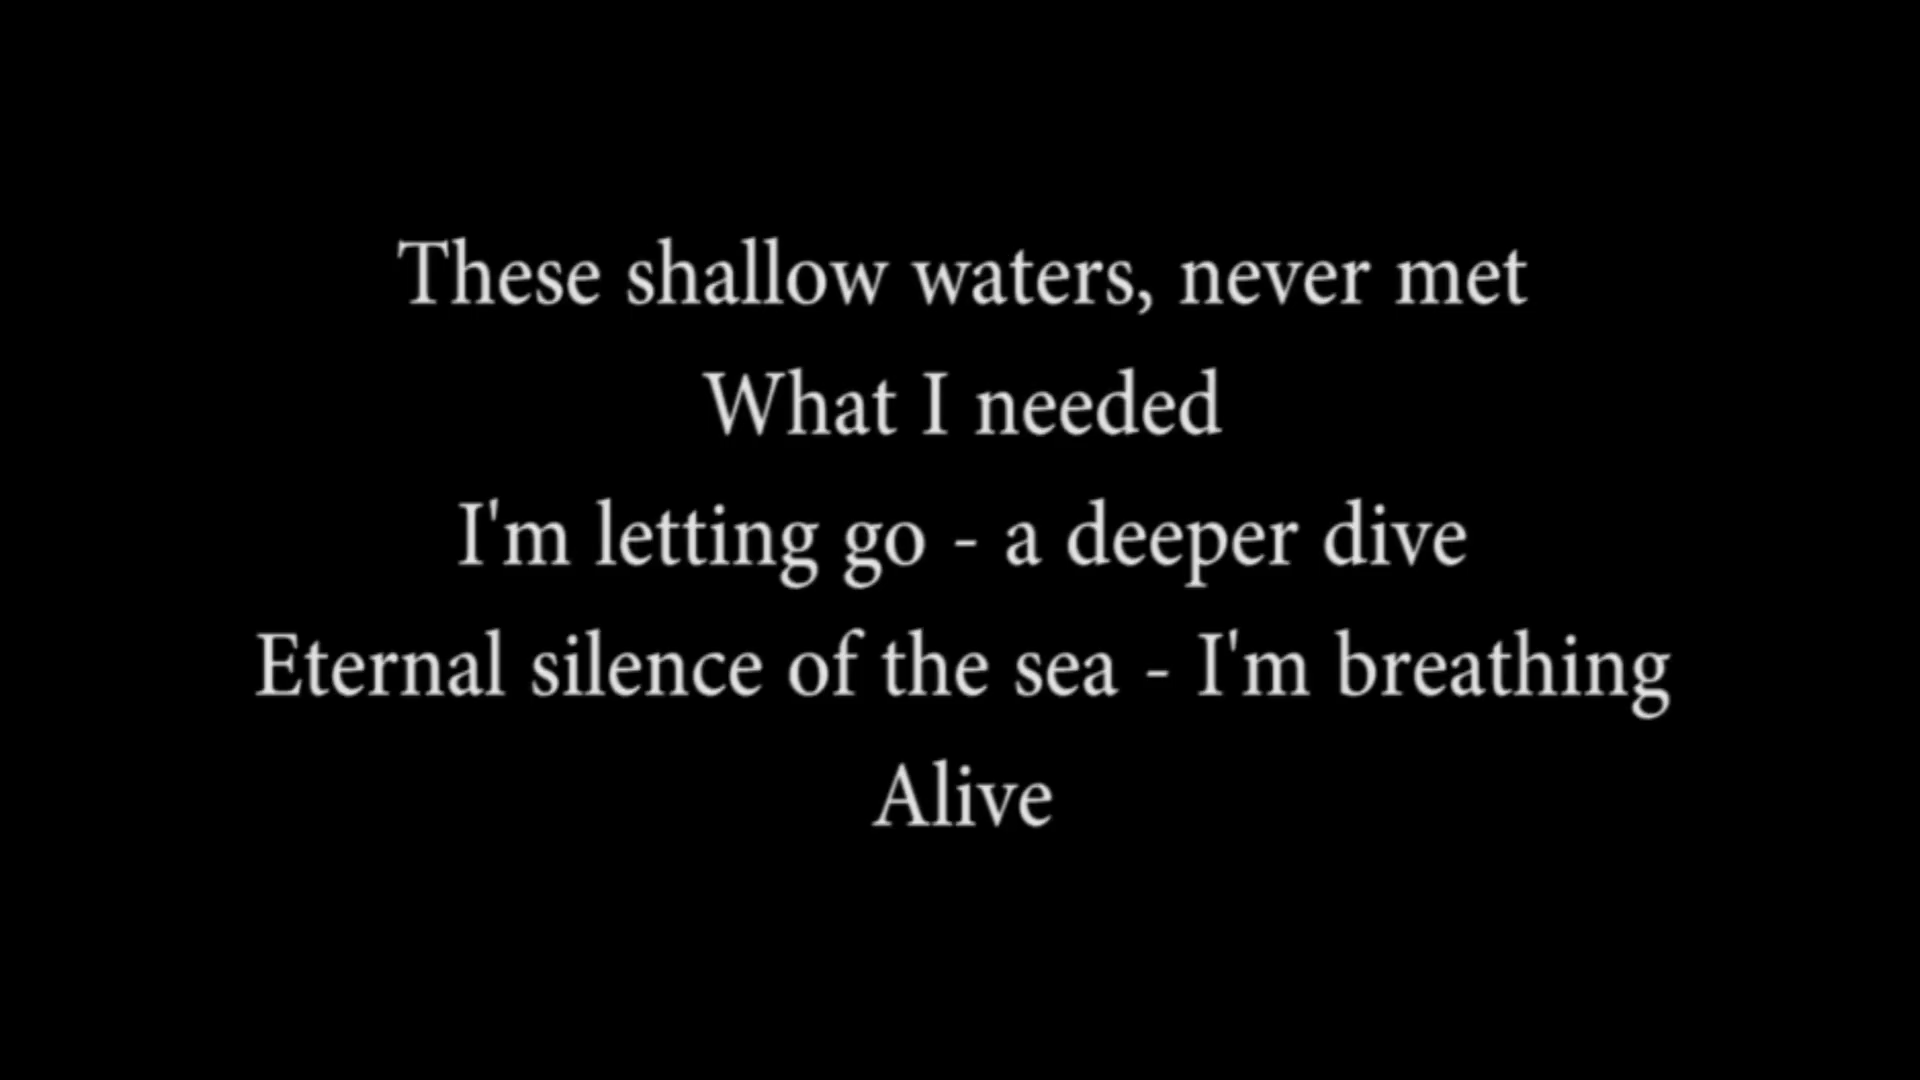 These shallow waters, never met
What I needed
I'm letting go - a deeper dive
Eternal silence of the sea - I'm breathing
Alive